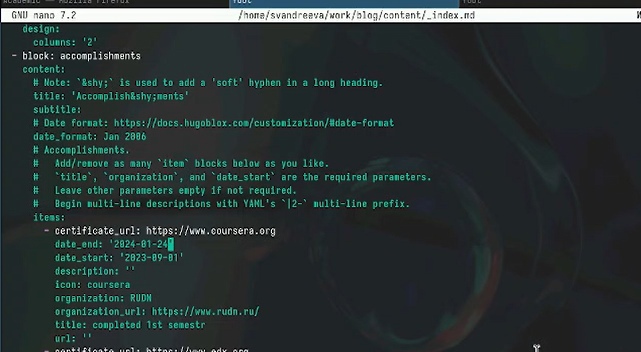 Academic — Mozilla Firefox
GNU nano 7.2 /home/svandreeva/work/blog/content/_index.md
design:
columns: '2'
- block: accomplishments
content:
# Note: `&shy;` is used to add a 'soft' hyphen in a long heading.
title: 'Accomplish&shy;ments'
subtitle:
# Date format: https://docs.hugoblox.com/customization/#date-format
date_format: Jan 2006
# Accomplishments.
# Add/remove as many `item` blocks below as you like.
# `title`, `organization`, and `date_start` are the required parameters.
# Leave other parameters empty if not required.
# Begin multi-line descriptions with YAML's `|2-` multi-line prefix.
items:
- certificate_url: https://www.coursera.org
date_end: '2024-01-24'
date_start: '2023-09-01'
description: ''
icon: coursera
organization: RUDN
organization_url: https://www.rudn.ru/
title: completed 1st semestr
url: ''
- certificate_url: https://www.edx.org